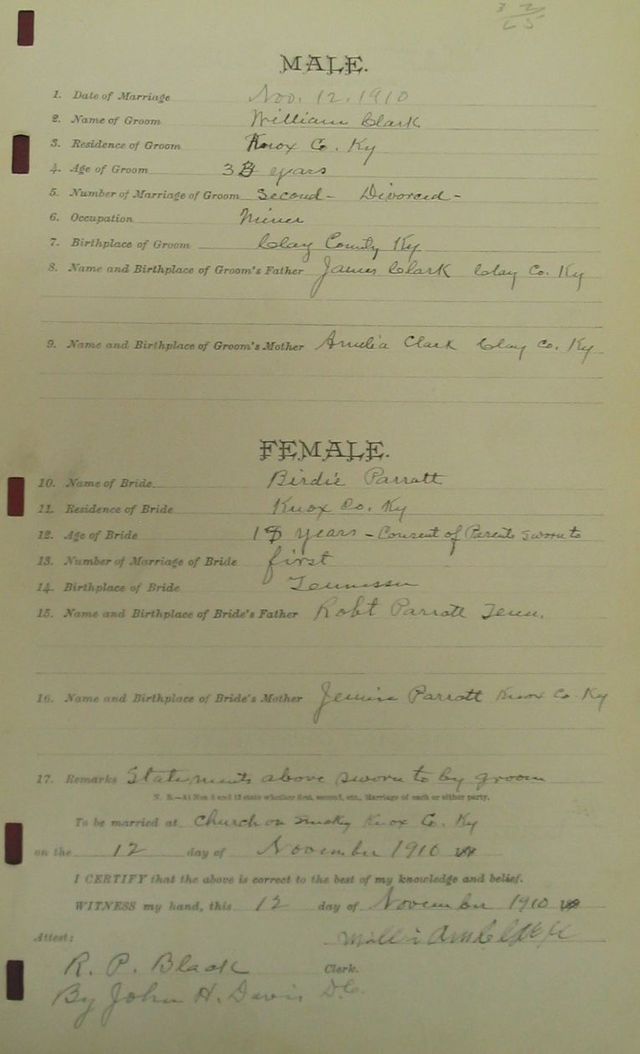 32
65
MALE.
1. Date of Marriage Nov. 12, 1910
2. Name of Groom William Clark
3. Residence of Groom Knox Co. Ky
4. Age of Groom 38 years
5. Number of Marriage of Groom Second - Divorced -
6. Occupation Miner
7. Birthplace of Groom Clay County Ky
8. Name and Birthplace of Groom's Father James Clark Clay Co. Ky
9. Name and Birthplace of Groom's Mother Amelia Clark Clay Co. Ky
FEMALE.
10. Name of Bride Birdie Parratt
11. Residence of Bride Knox Co. Ky
12. Age of Bride 18 years - Consent of Parents sworn to
13. Number of Marriage of Bride first
14. Birthplace of Bride Tennessee
15. Name and Birthplace of Bride's Father Robt Parratt Tenn.
16. Name and Birthplace of Bride's Mother Jennie Parratt Knox Co. Ky
17. Remarks Statements above sworn to by groom
N. B.—At Nos 5 and 13 state whether first, second, etc., Marriage of each or either party.
To be married at Church on Smoky Knox Co. Ky
on the 12 day of November 1910
I CERTIFY that the above is correct to the best of my knowledge and belief.
WITNESS my hand, this 12 day of November 1910
Attest:
R. P. Black Clerk.
By John H. Davis D.C.